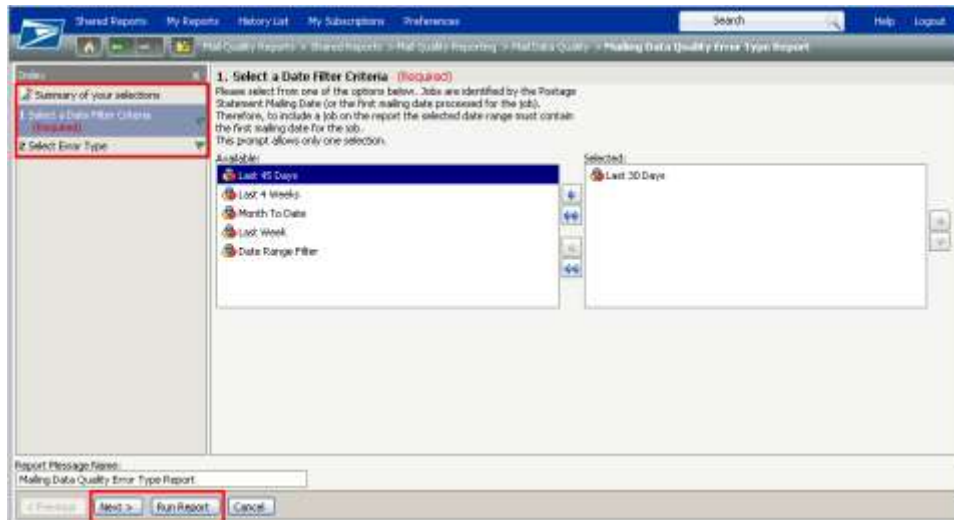 Shared Reports My Reports History List My Subscriptions Preferences Search Help Logout
Mail Quality Reports > Shared Reports > Mail Quality Reporting > Mail Data Quality > Mailing Data Quality Error Type Report
Index
Summary of your selections
1 Select a Date Filter Criteria
(Required)
2 Select Error Type
1. Select a Date Filter Criteria (Required)
Please select from one of the options below. Jobs are identified by the Postage
Statement Mailing Date (or the first mailing date processed for the job).
Therefore, to include a job on the report the selected date range must contain
the first mailing date for the job.
This prompt allows only one selection.
Available:
Last 45 Days
Last 4 Weeks
Month To Date
Last Week
Date Range Filter
Selected:
Last 30 Days
Report Message Name:
Mailing Data Quality Error Type Report
< Previous Next > Run Report Cancel